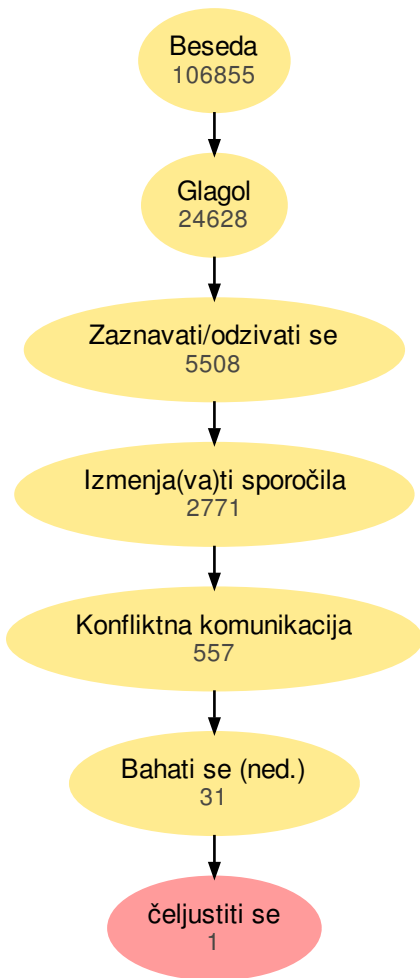 Beseda
106855
Glagol
24628
Zaznavati/odzivati se
5508
Izmenja(va)ti sporočila
2771
Konfliktna komunikacija
557
Bahati se (ned.)
31
čeljustiti se
1